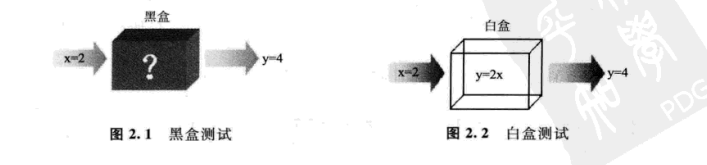 黑盒
x=2
?
y=4
图 2.1 黑盒测试
白盒
x=2
y=2x
y=4
图 2.2 白盒测试
PDG